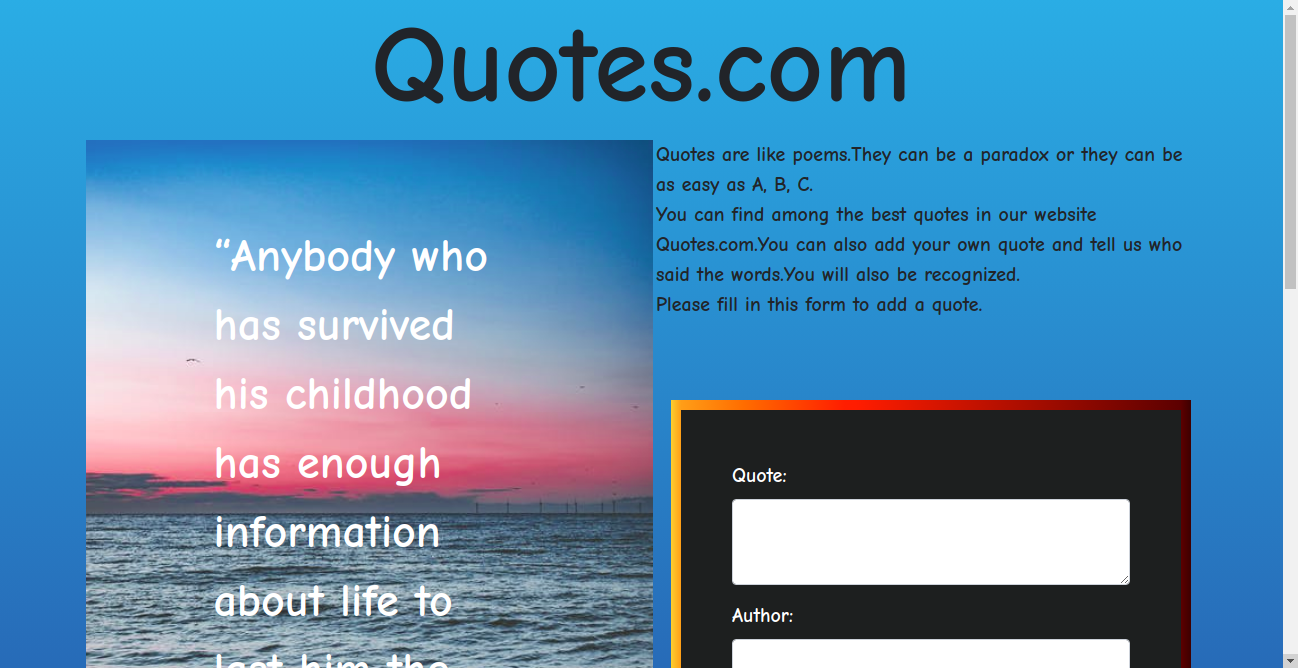 Quotes.com
“Anybody who
has survived
his childhood
has enough
information
about life to
last him the
Quotes are like poems.They can be a paradox or they can be
as easy as A, B, C.
You can find among the best quotes in our website
Quotes.com.You can also add your own quote and tell us who
said the words.You will also be recognized.
Please fill in this form to add a quote.
Quote:
Author: